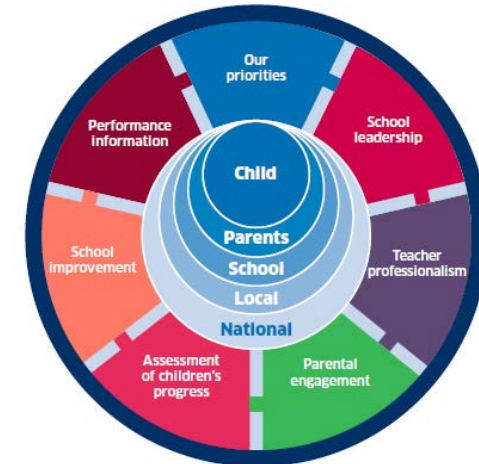 Our
priorities
School
leadership
Teacher
professionalism
Parental
engagement
Assessment
of children's
progress
School
improvement
Performance
information
Child
Parents
School
Local
National